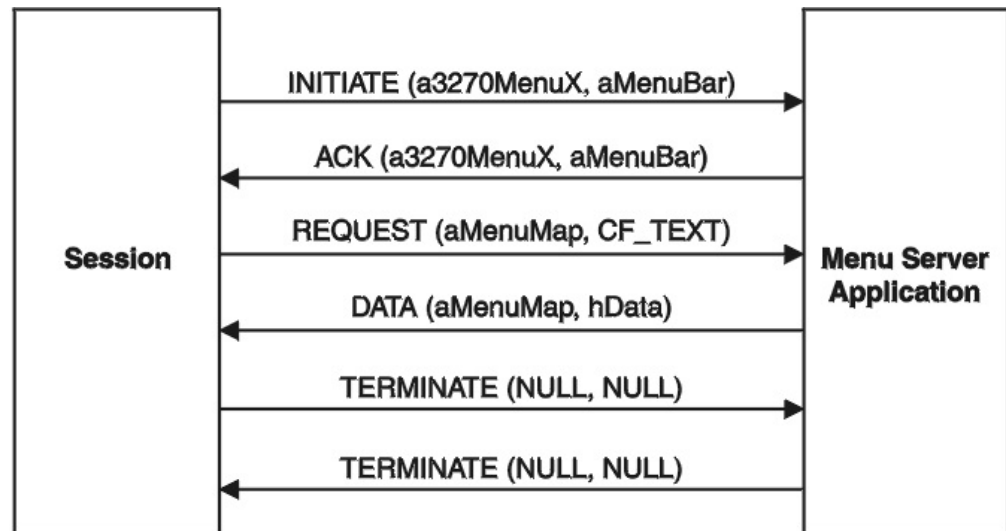 INITIATE (a3270MenuX, aMenuBar)
ACK (a3270MenuX, aMenuBar)
REQUEST (aMenuMap, CF_TEXT)
Session
Menu Server
Application
DATA (aMenuMap, hData)
TERMINATE (NULL, NULL)
TERMINATE (NULL, NULL)